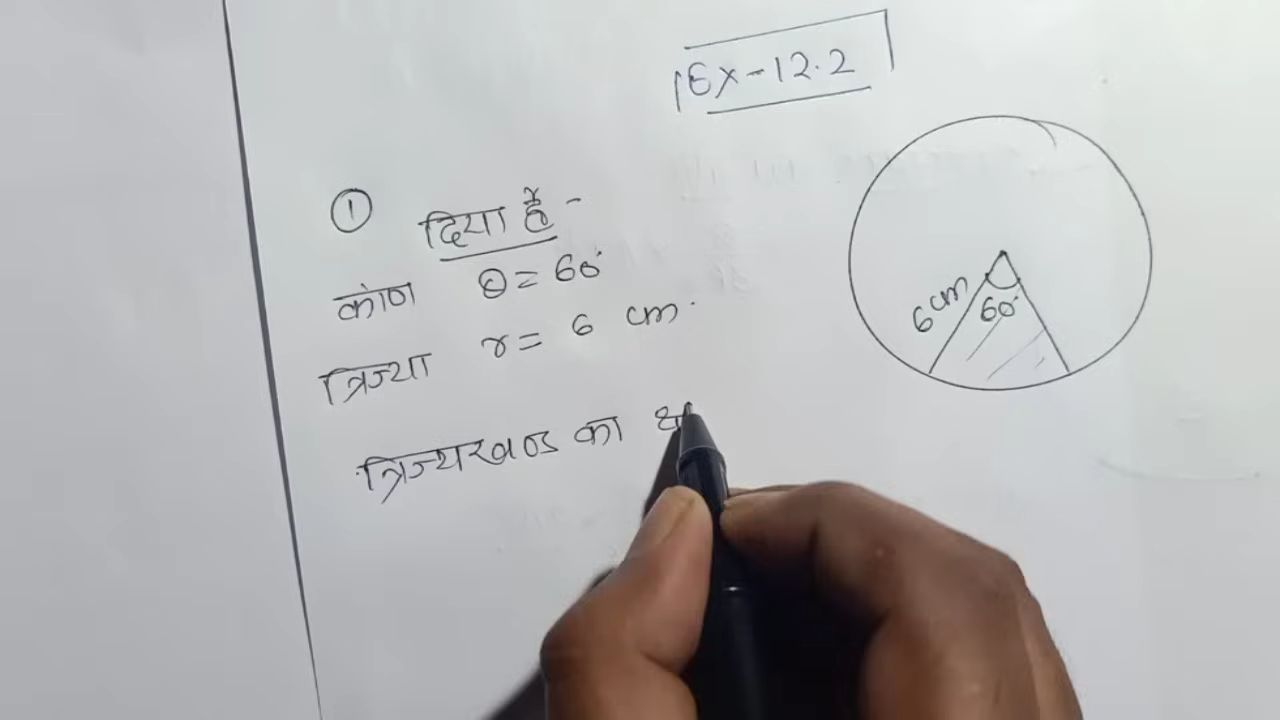 Ex-12.2
① दिया है -
कोण θ = 60°
त्रिज्या r = 6 cm.
त्रिज्यखण्ड का
6 cm
60°